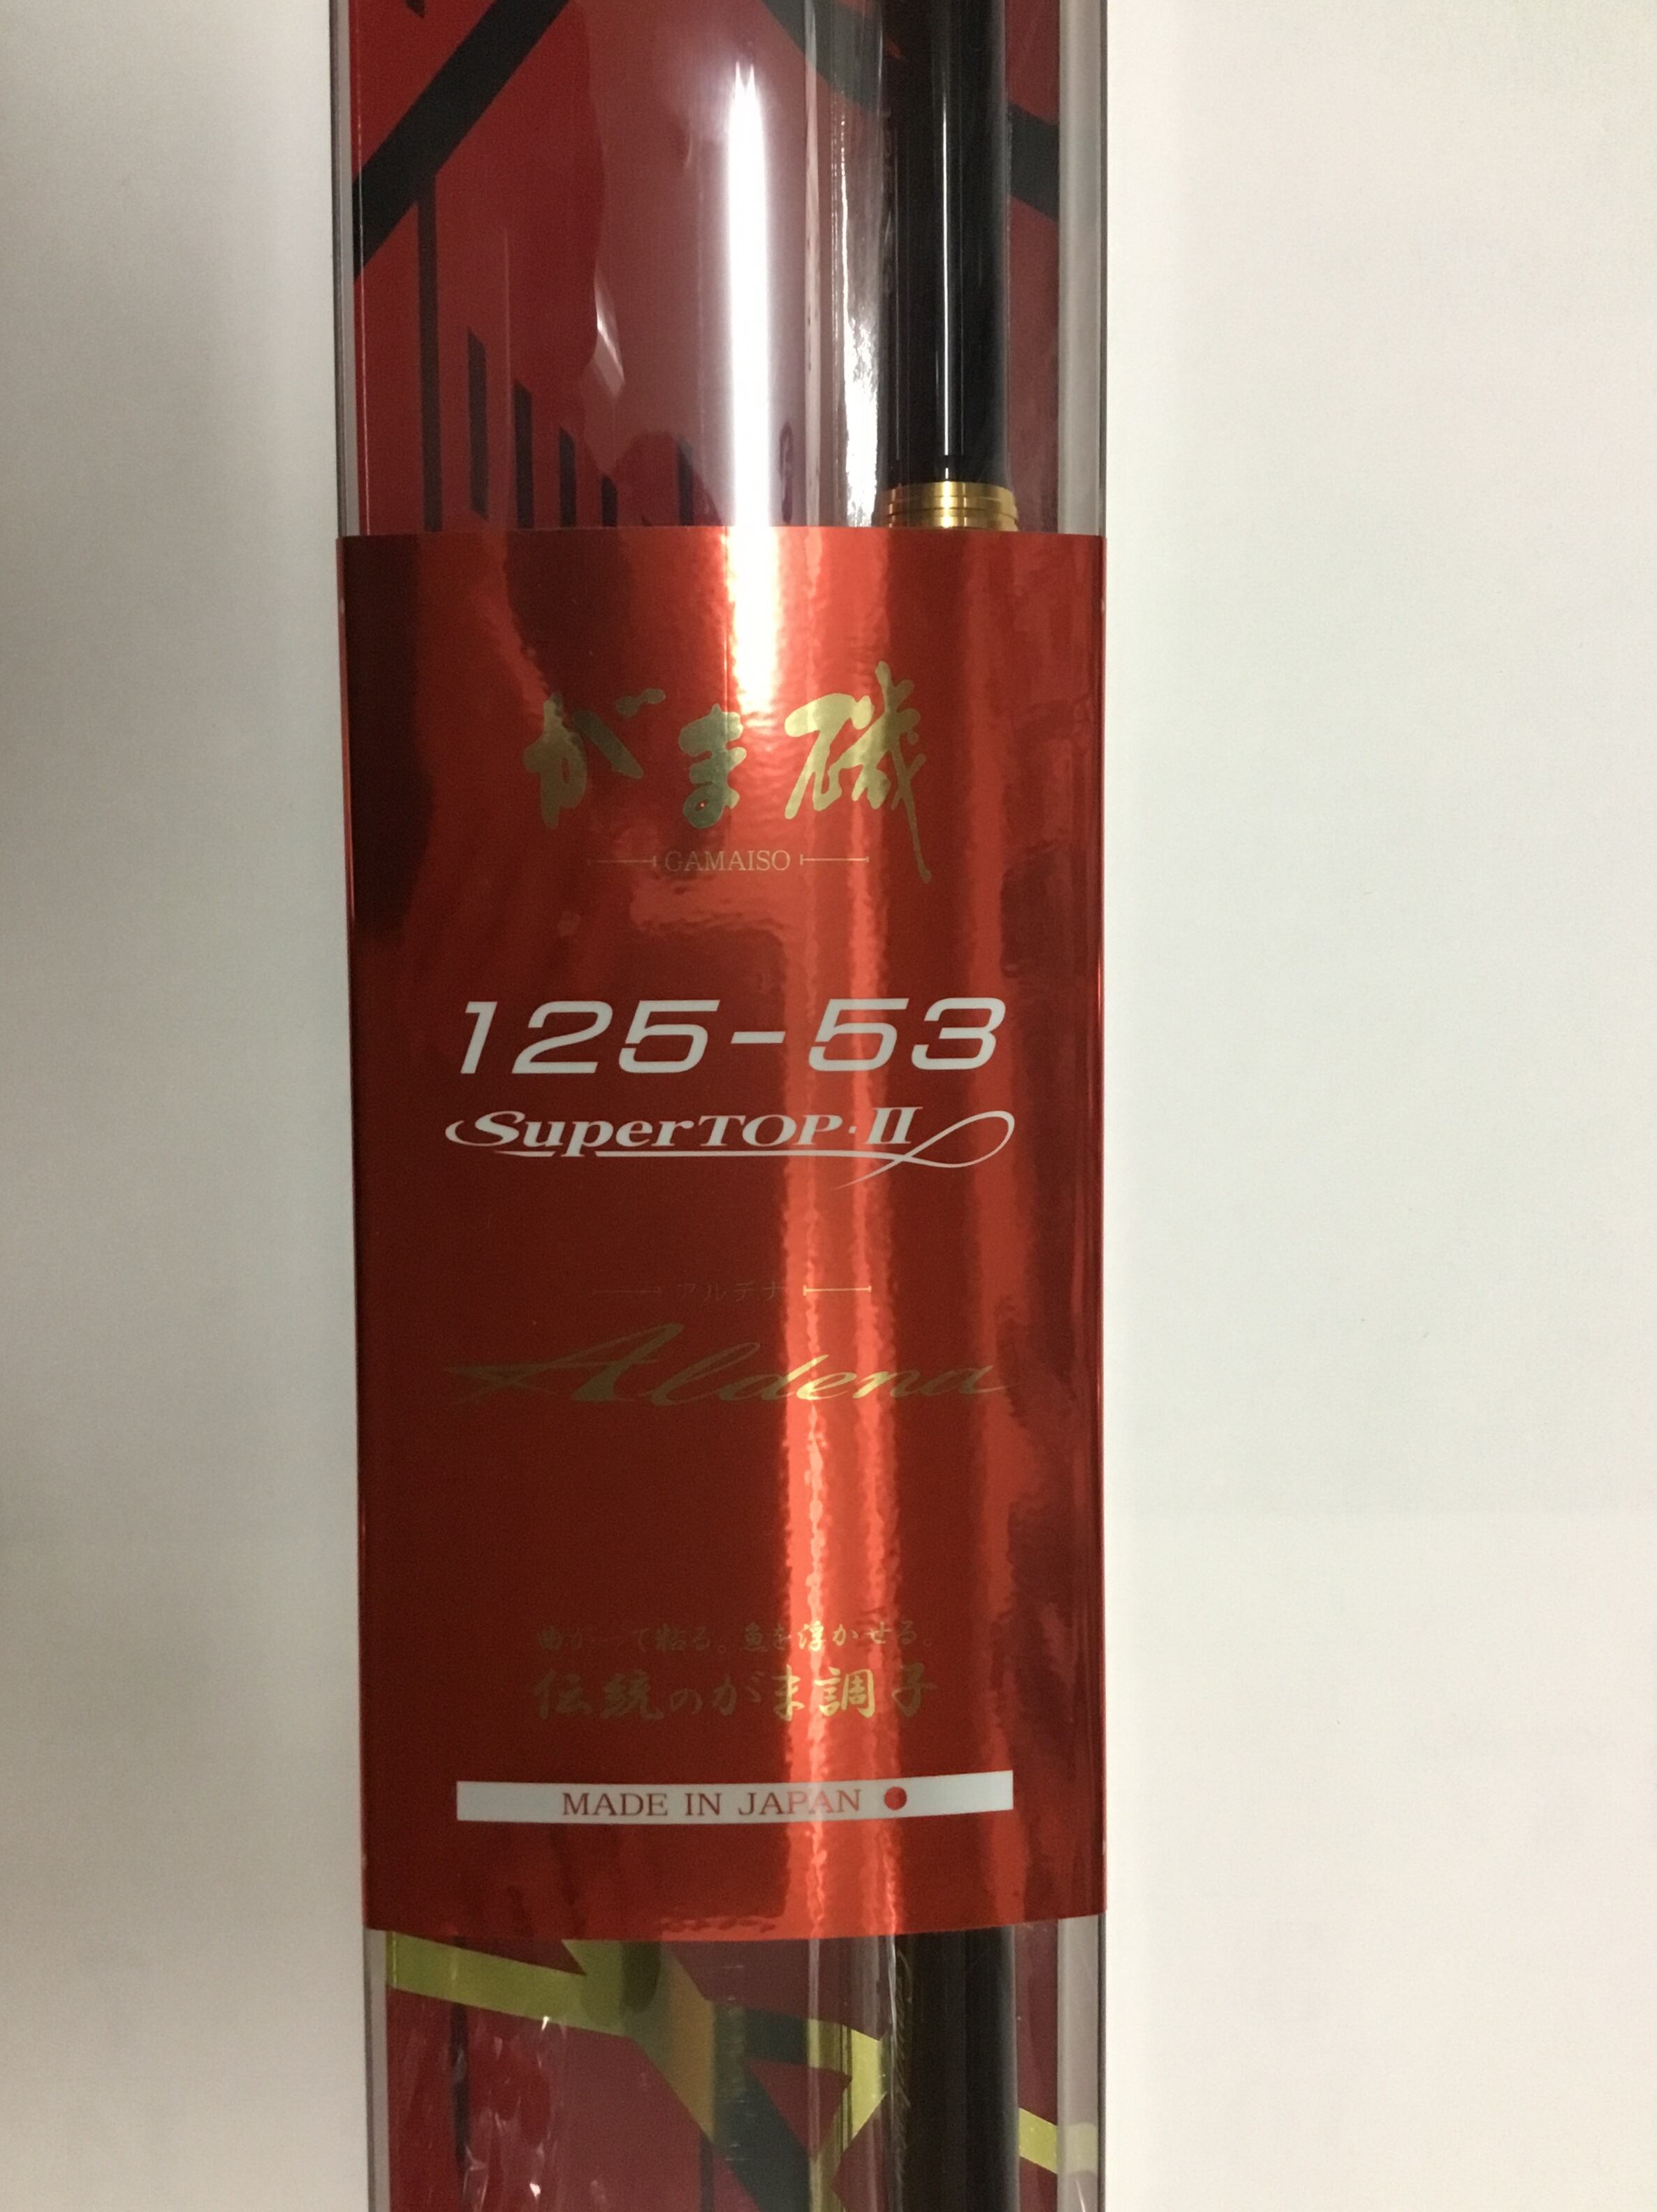 がま磯
GAMAISO
125-53
SuperTOP・II
アルデナ
Aldena
曲がって粘る。魚を浮かせる。
伝統のがま調子
MADE IN JAPAN